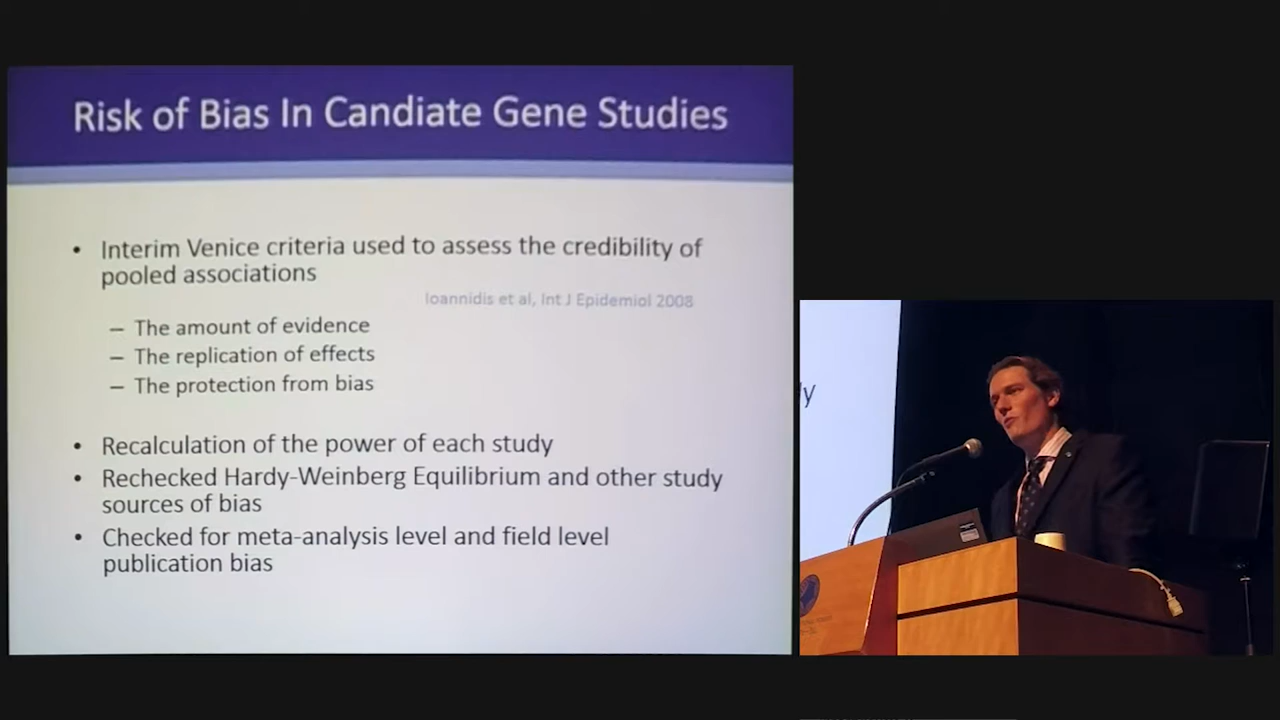 Risk of Bias In Candiate Gene Studies
• Interim Venice criteria used to assess the credibility of
pooled associations
Ioannidis et al, Int J Epidemiol 2008
– The amount of evidence
– The replication of effects
– The protection from bias
• Recalculation of the power of each study
• Rechecked Hardy-Weinberg Equilibrium and other study
sources of bias
• Checked for meta-analysis level and field level
publication bias
ly